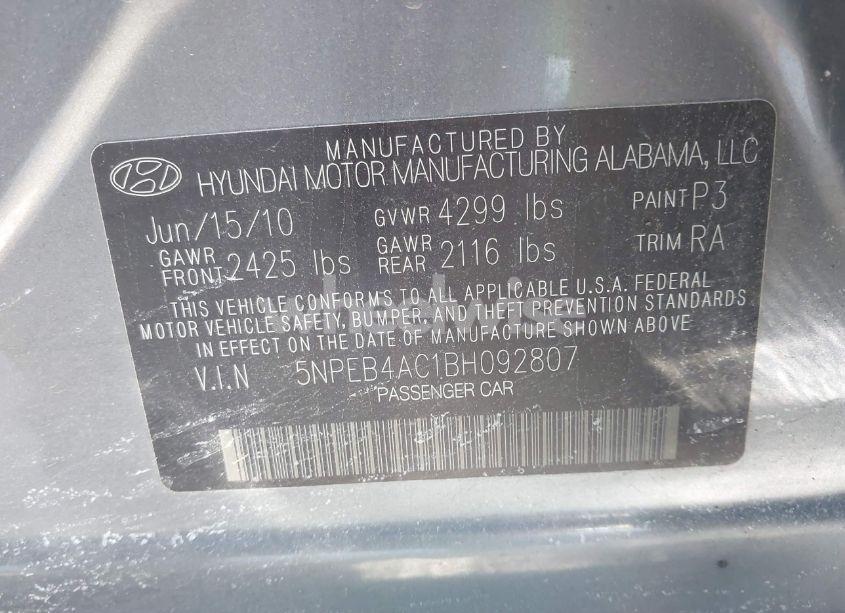 MANUFACTURED BY
HYUNDAI MOTOR MANUFACTURING ALABAMA, LLC
Jun/15/10 GVWR 4299 lbs PAINT P3
GAWR FRONT 2425 lbs GAWR REAR 2116 lbs TRIM RA
THIS VEHICLE CONFORMS TO ALL APPLICABLE U.S.A. FEDERAL
MOTOR VEHICLE SAFETY, BUMPER, AND THEFT PREVENTION STANDARDS
IN EFFECT ON THE DATE OF MANUFACTURE SHOWN ABOVE
V.I.N 5NPEB4AC1BH092807
PASSENGER CAR